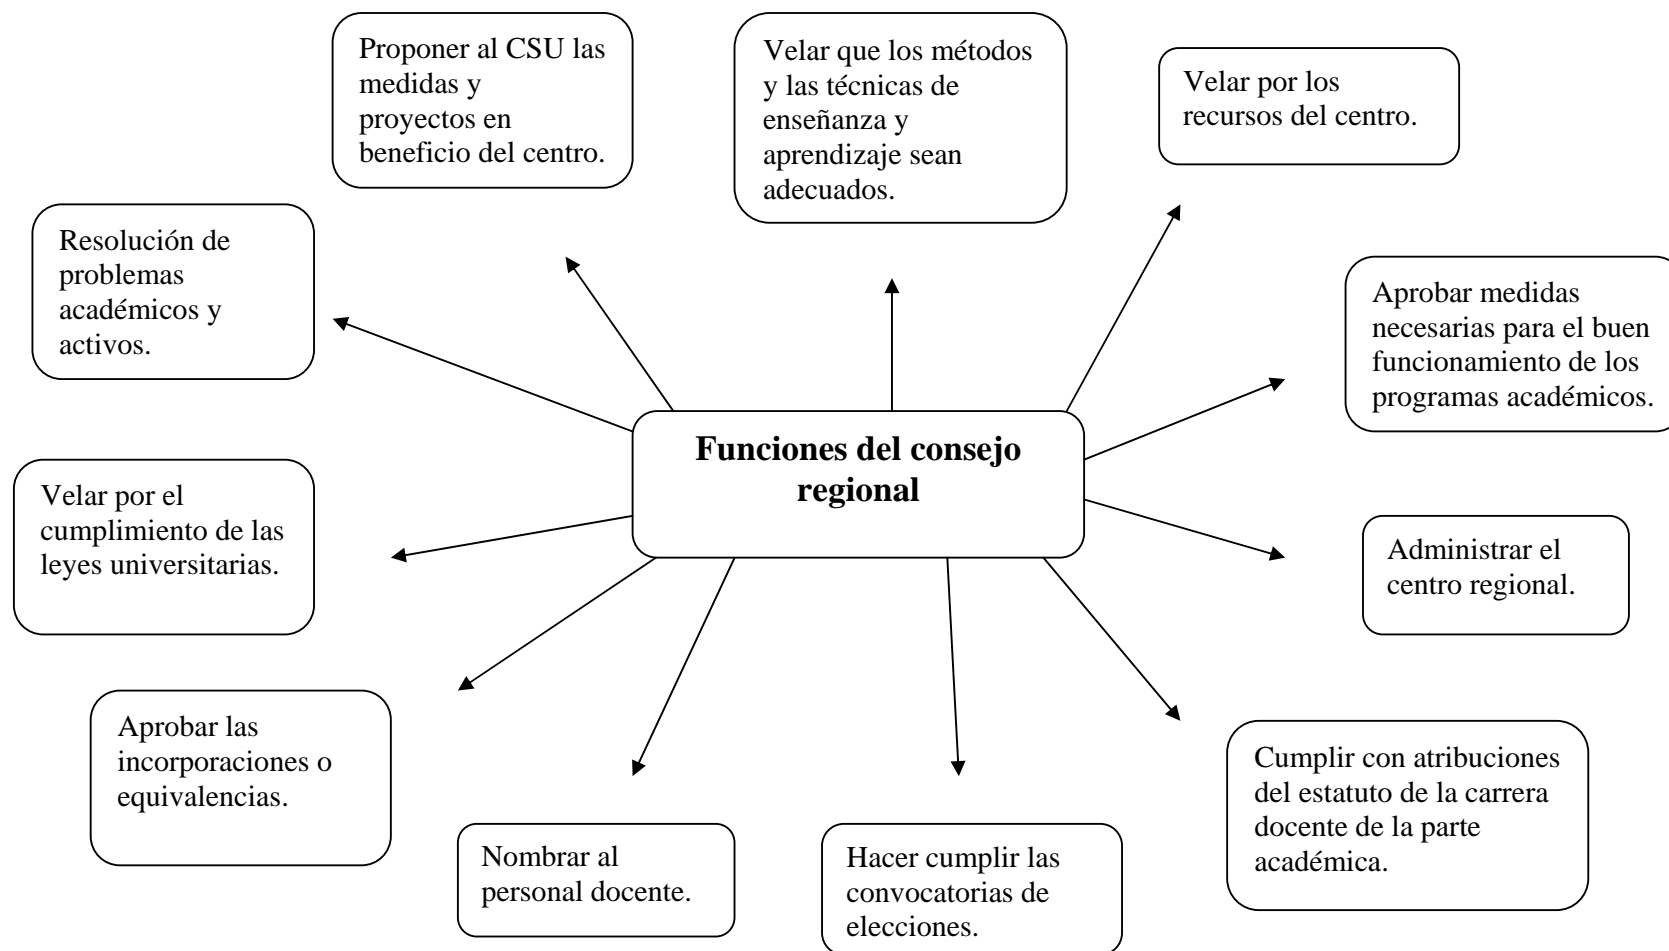 Proponer al CSU las
medidas y
proyectos en
beneficio del centro.
Velar que los métodos
y las técnicas de
enseñanza y
aprendizaje sean
adecuados.
Velar por los
recursos del centro.
Resolución de
problemas
académicos y
activos.
Aprobar medidas
necesarias para el buen
funcionamiento de los
programas académicos.
Funciones del consejo
regional
Velar por el
cumplimiento de las
leyes universitarias.
Administrar el
centro regional.
Aprobar las
incorporaciones o
equivalencias.
Cumplir con atribuciones
del estatuto de la carrera
docente de la parte
académica.
Nombrar al
personal docente.
Hacer cumplir las
convocatorias de
elecciones.